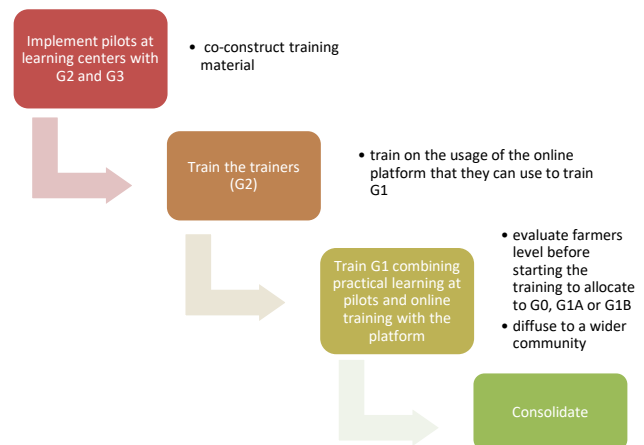 Implement pilots at
learning centers with
G2 and G3
• co-construct training
material
Train the trainers
(G2)
• train on the usage of the online
platform that they can use to train
G1
Train G1 combining
practical learning at
pilots and online
training with the
platform
• evaluate farmers
level before
starting the
training to allocate
to G0, G1A or G1B
• diffuse to a wider
community
Consolidate